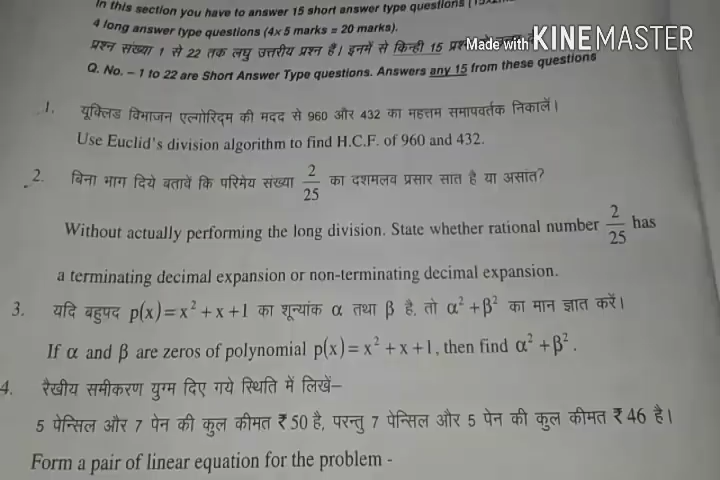 In this section you have to answer 15 short answer type questions
4 long answer type questions (4x 5 marks = 20 marks).
प्रश्न संख्या 1 से 22 तक लघु उत्तरीय प्रश्न हैं। इनमें से किन्ही 15
Made with KINEMASTER
Q. No. – 1 to 22 are Short Answer Type questions. Answers any 15 from these questions
1. यूक्लिड विभाजन एल्गोरिद्म की मदद से 960 और 432 का महत्तम समापवर्तक निकालें।
Use Euclid's division algorithm to find H.C.F. of 960 and 432.
2. बिना भाग दिये बतावें कि परिमेय संख्या 2/25 का दशमलव प्रसार सात है या असांत?
Without actually performing the long division. State whether rational number 2/25 has
a terminating decimal expansion or non-terminating decimal expansion.
3. यदि बहुपद p(x)=x²+x+1 का शून्यांक α तथा β है, तो α²+β² का मान ज्ञात करें।
If α and β are zeros of polynomial p(x)=x²+x+1, then find α²+β².
4. रैखीय समीकरण युग्म दिए गये स्थिति में लिखें–
5 पेन्सिल और 7 पेन की कुल कीमत ₹ 50 है, परन्तु 7 पेन्सिल और 5 पेन की कुल कीमत ₹ 46 है।
Form a pair of linear equation for the problem -